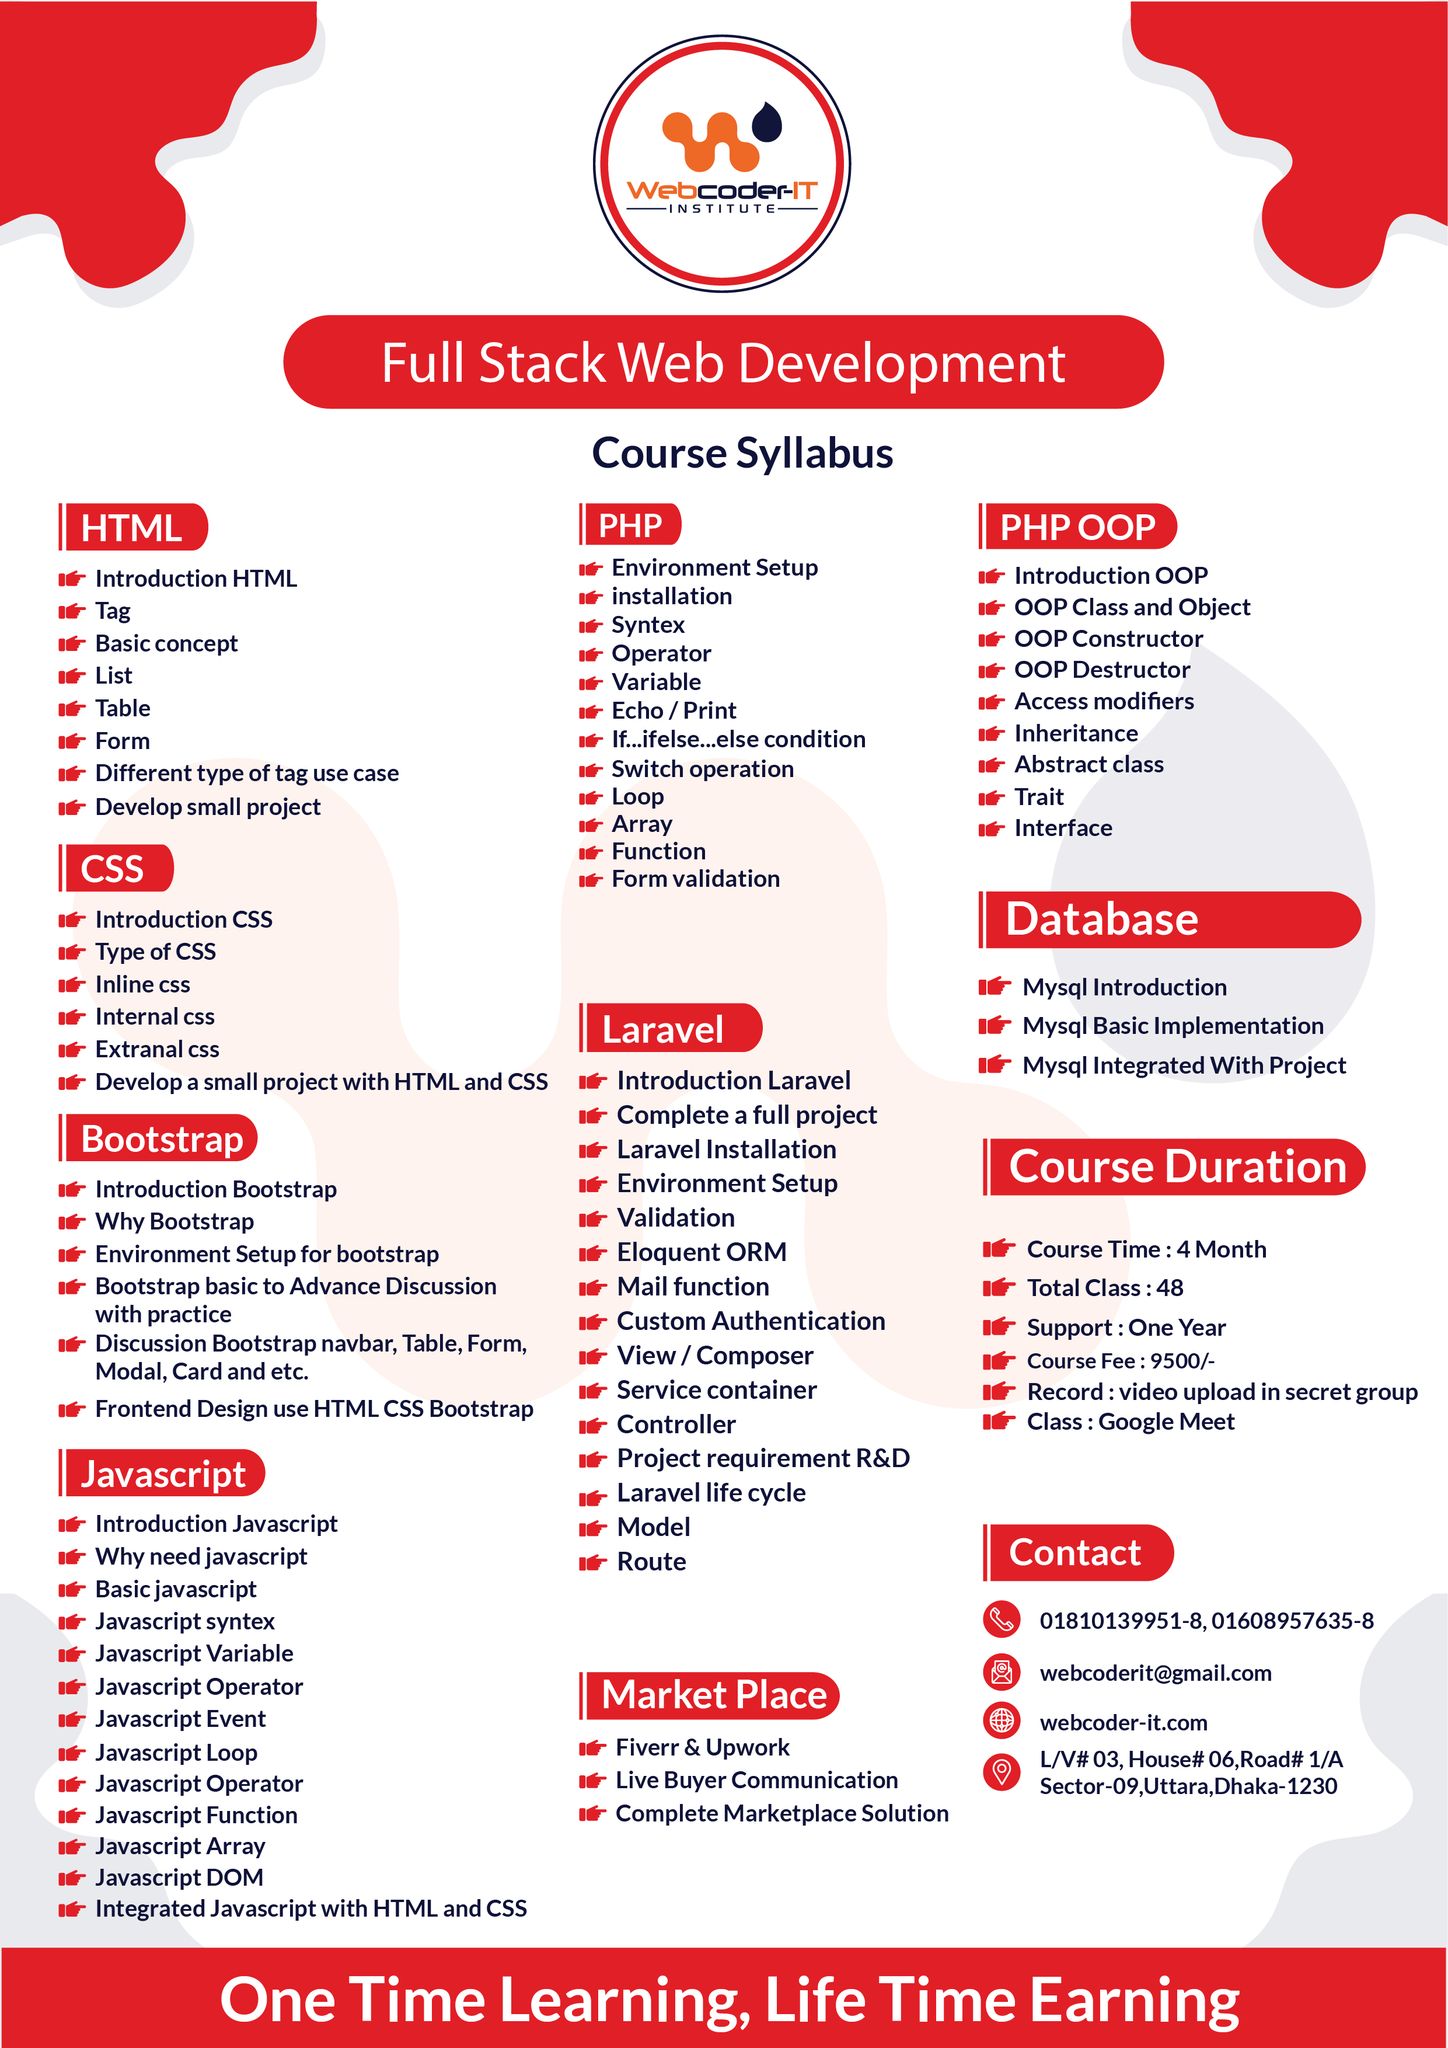 Webcoder-IT
INSTITUTE
Full Stack Web Development
Course Syllabus
HTML
Introduction HTML
Tag
Basic concept
List
Table
Form
Different type of tag use case
Develop small project
CSS
Introduction CSS
Type of CSS
Inline css
Internal css
Extranal css
Develop a small project with HTML and CSS
Bootstrap
Introduction Bootstrap
Why Bootstrap
Environment Setup for bootstrap
Bootstrap basic to Advance Discussion
with practice
Discussion Bootstrap navbar, Table, Form,
Modal, Card and etc.
Frontend Design use HTML CSS Bootstrap
Javascript
Introduction Javascript
Why need javascript
Basic javascript
Javascript syntex
Javascript Variable
Javascript Operator
Javascript Event
Javascript Loop
Javascript Operator
Javascript Function
Javascript Array
Javascript DOM
Integrated Javascript with HTML and CSS
PHP
Environment Setup
installation
Syntex
Operator
Variable
Echo / Print
If...ifelse...else condition
Switch operation
Loop
Array
Function
Form validation
Laravel
Introduction Laravel
Complete a full project
Laravel Installation
Environment Setup
Validation
Eloquent ORM
Mail function
Custom Authentication
View / Composer
Service container
Controller
Project requirement R&D
Laravel life cycle
Model
Route
Market Place
Fiverr & Upwork
Live Buyer Communication
Complete Marketplace Solution
PHP OOP
Introduction OOP
OOP Class and Object
OOP Constructor
OOP Destructor
Access modifiers
Inheritance
Abstract class
Trait
Interface
Database
Mysql Introduction
Mysql Basic Implementation
Mysql Integrated With Project
Course Duration
Course Time : 4 Month
Total Class : 48
Support : One Year
Course Fee : 9500/-
Record : video upload in secret group
Class : Google Meet
Contact
01810139951-8, 01608957635-8
webcoderit@gmail.com
webcoder-it.com
L/V# 03, House# 06,Road# 1/A
Sector-09,Uttara,Dhaka-1230
One Time Learning, Life Time Earning